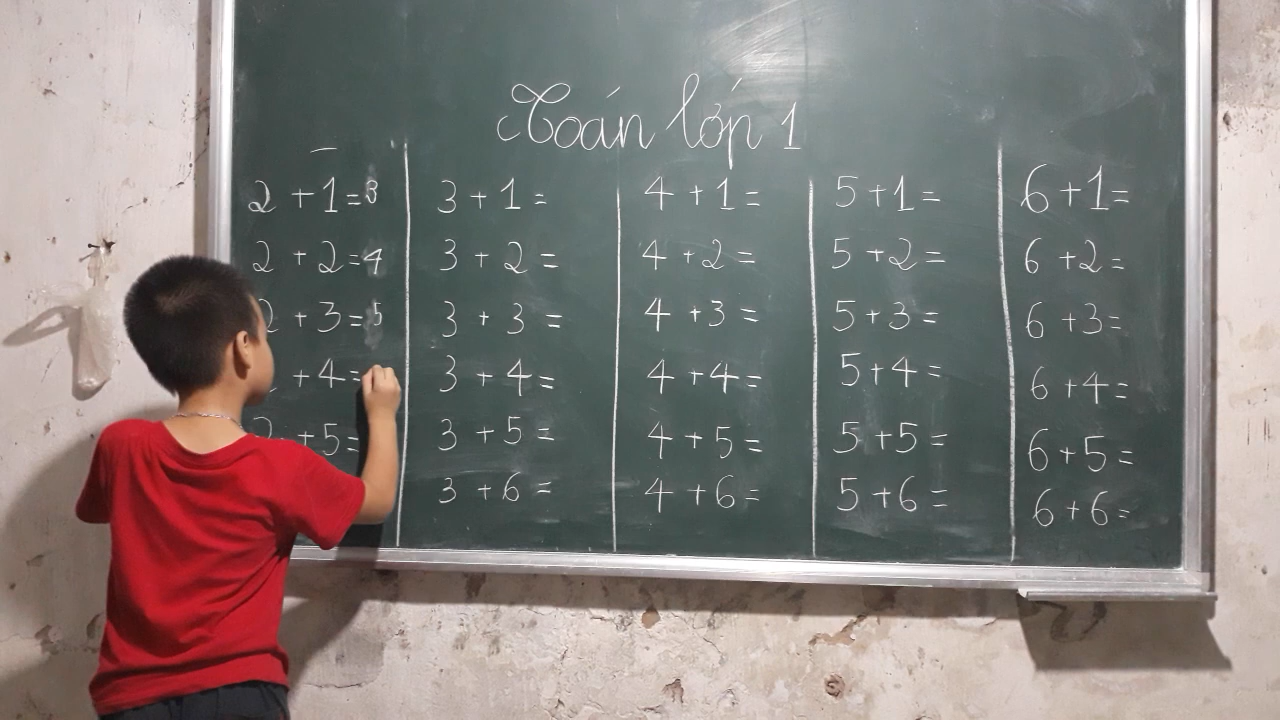 Toán lớp 1
2 + 1 = 3
2 + 2 = 4
2 + 3 = 5
+ 4 =
2 + 5 =
3 + 1 =
3 + 2 =
3 + 3 =
3 + 4 =
3 + 5 =
3 + 6 =
4 + 1 =
4 + 2 =
4 + 3 =
4 + 4 =
4 + 5 =
4 + 6 =
5 + 1 =
5 + 2 =
5 + 3 =
5 + 4 =
5 + 5 =
5 + 6 =
6 + 1 =
6 + 2 =
6 + 3 =
6 + 4 =
6 + 5 =
6 + 6 =